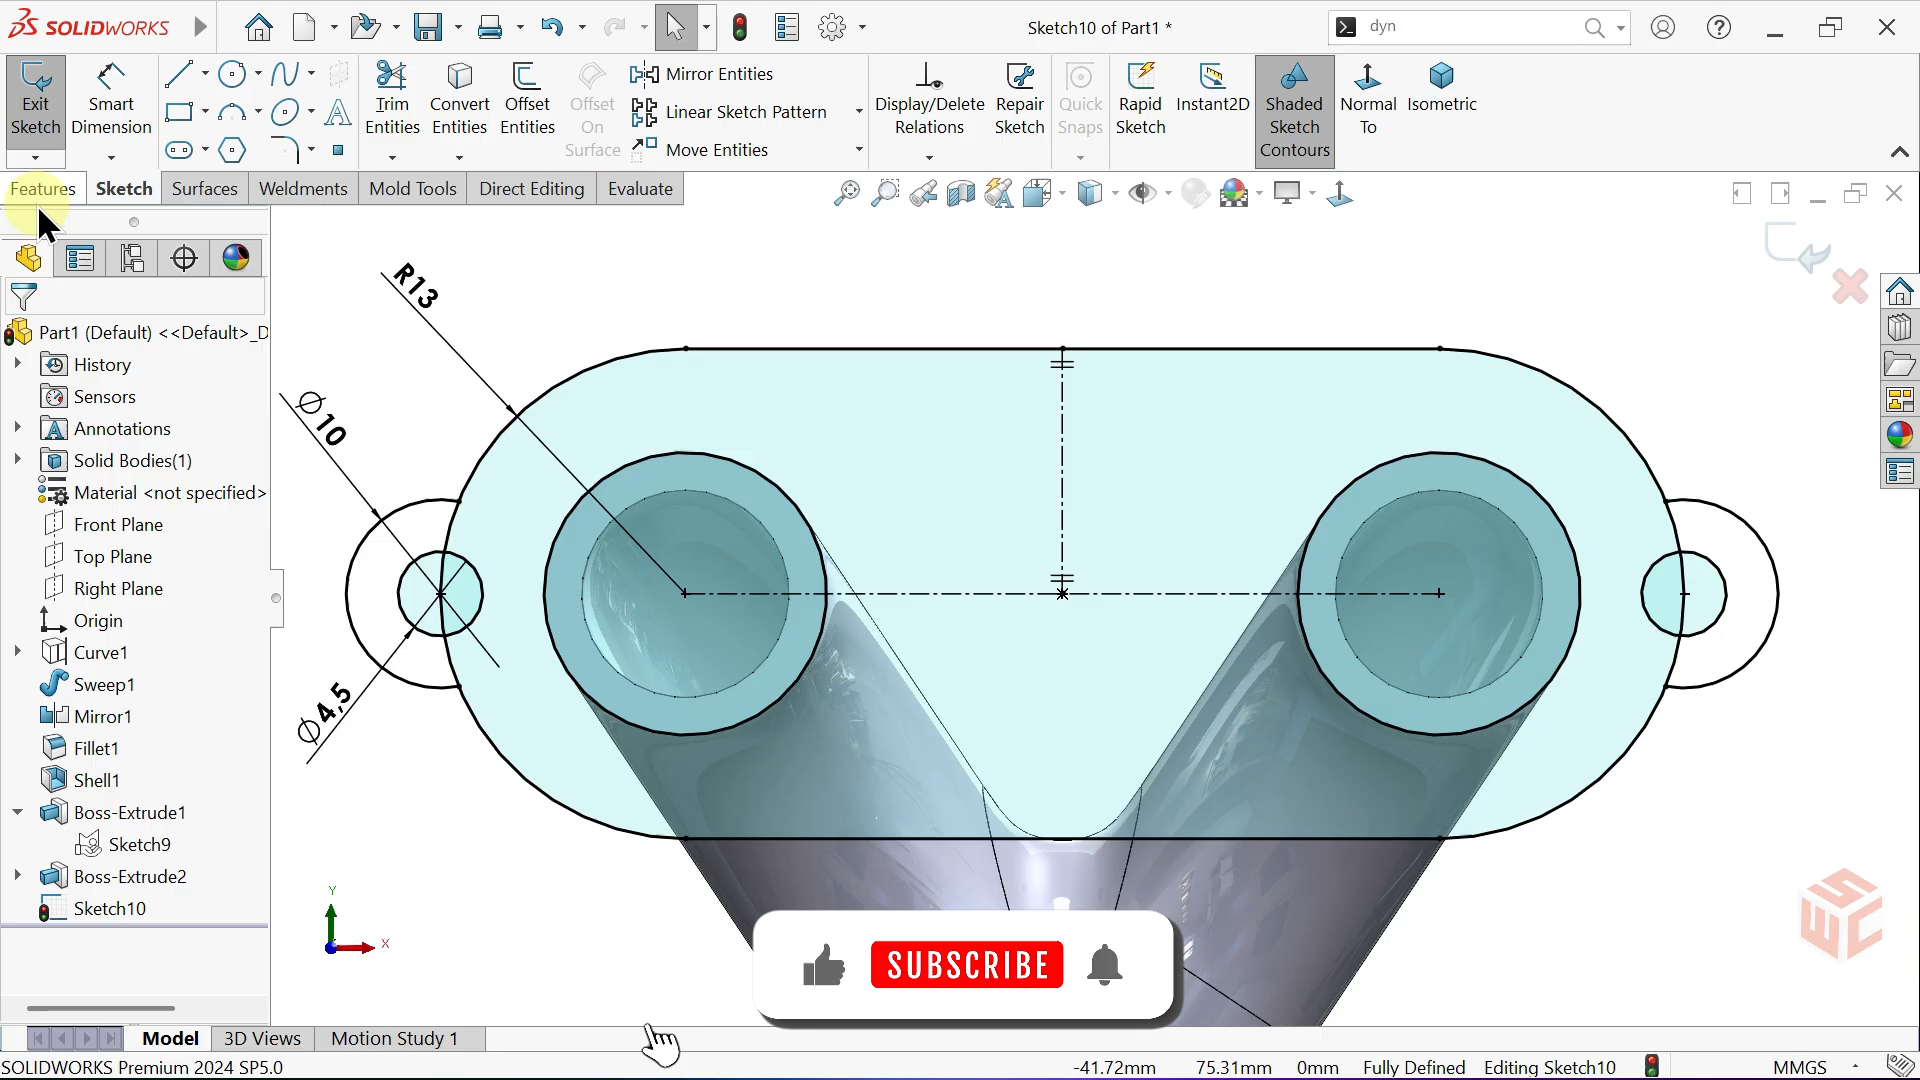 SOLIDWORKS
Sketch10 of Part1 *
dyn
Exit Sketch
Smart Dimension
Trim Entities
Convert Entities
Offset Entities
Offset On Surface
Mirror Entities
Linear Sketch Pattern
Move Entities
Display/Delete Relations
Repair Sketch
Quick Snaps
Rapid Sketch
Instant2D
Shaded Sketch Contours
Normal To
Isometric
Features
Sketch
Surfaces
Weldments
Mold Tools
Direct Editing
Evaluate
Part1 (Default) <<Default>_D
History
Sensors
Annotations
Solid Bodies(1)
Material <not specified>
Front Plane
Top Plane
Right Plane
Origin
Curve1
Sweep1
Mirror1
Fillet1
Shell1
Boss-Extrude1
Sketch9
Boss-Extrude2
Sketch10
R13
Ø10
Ø4,5
Y
X
SUBSCRIBE
SWC
Model
3D Views
Motion Study 1
SOLIDWORKS Premium 2024 SP5.0
-41.72mm
75.31mm
0mm
Fully Defined
Editing Sketch10
MMGS